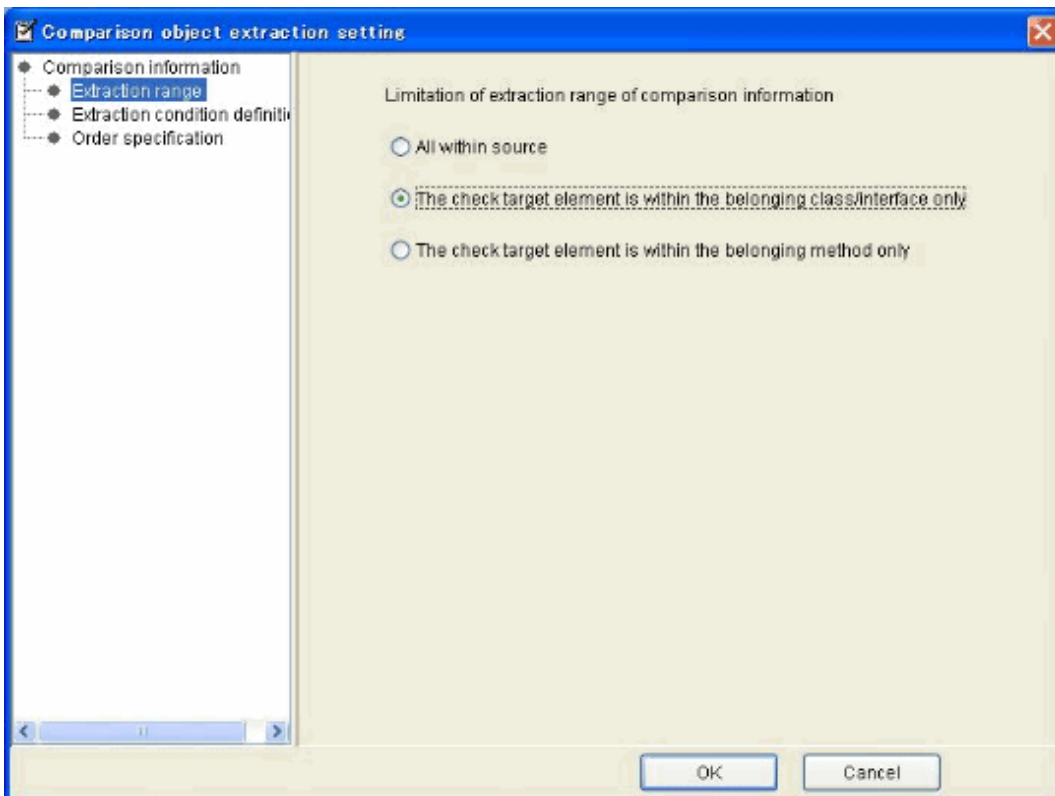 Comparison object extraction setting
Comparison information
Extraction range
Extraction condition definiti
Order specification
Limitation of extraction range of comparison information
All within source
The check target element is within the belonging class/interface only
The check target element is within the belonging method only
OK
Cancel